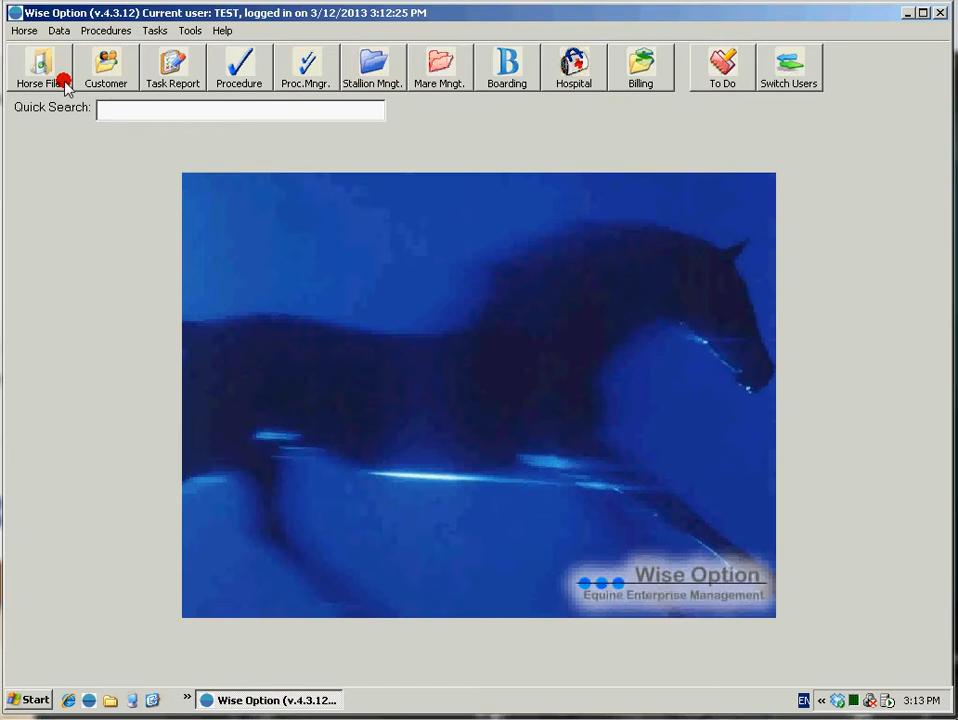 Wise Option (v.4.3.12) Current user: TEST, logged in on 3/12/2013 3:12:25 PM
Horse Data Procedures Tasks Tools Help
Horse File Customer Task Report Procedure Proc.Mngr. Stallion Mngt. Mare Mngt. Boarding Hospital Billing To Do Switch Users
Quick Search:
Wise Option
Equine Enterprise Management
Start » Wise Option (v.4.3.12... EN « 3:13 PM